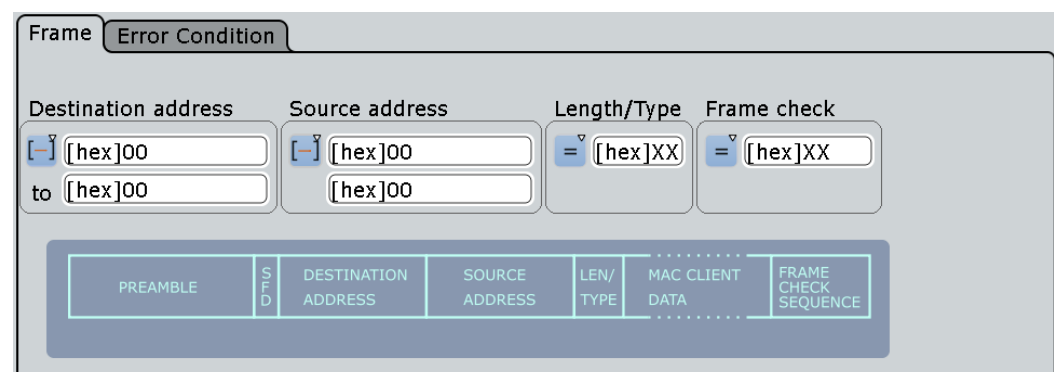 Frame Error Condition
Destination address Source address Length/Type Frame check
[–] [hex]00 [–] [hex]00 = [hex]XX = [hex]XX
to [hex]00 [hex]00
PREAMBLE
SFD
DESTINATION
ADDRESS
SOURCE
ADDRESS
LEN/
TYPE
MAC CLIENT
DATA
FRAME
CHECK
SEQUENCE